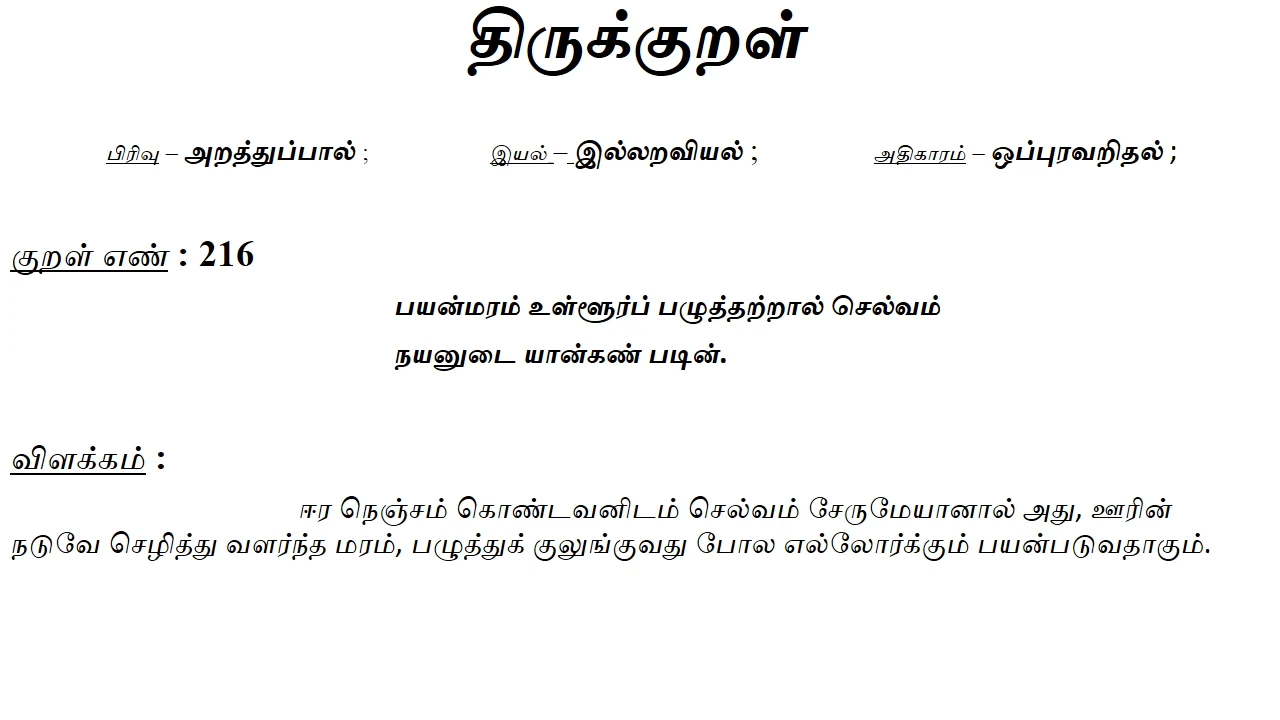 திருக்குறள்
பிரிவு – அறத்துப்பால் ; இயல் – இல்லறவியல் ; அதிகாரம் – ஒப்புரவறிதல் ;
குறள் எண் : 216
பயன்மரம் உள்ளூர்ப் பழுத்தற்றால் செல்வம்
நயனுடை யான்கண் படின்.
விளக்கம் :
ஈர நெஞ்சம் கொண்டவனிடம் செல்வம் சேருமேயானால் அது, ஊரின்
நடுவே செழித்து வளர்ந்த மரம், பழுத்துக் குலுங்குவது போல எல்லோர்க்கும் பயன்படுவதாகும்.